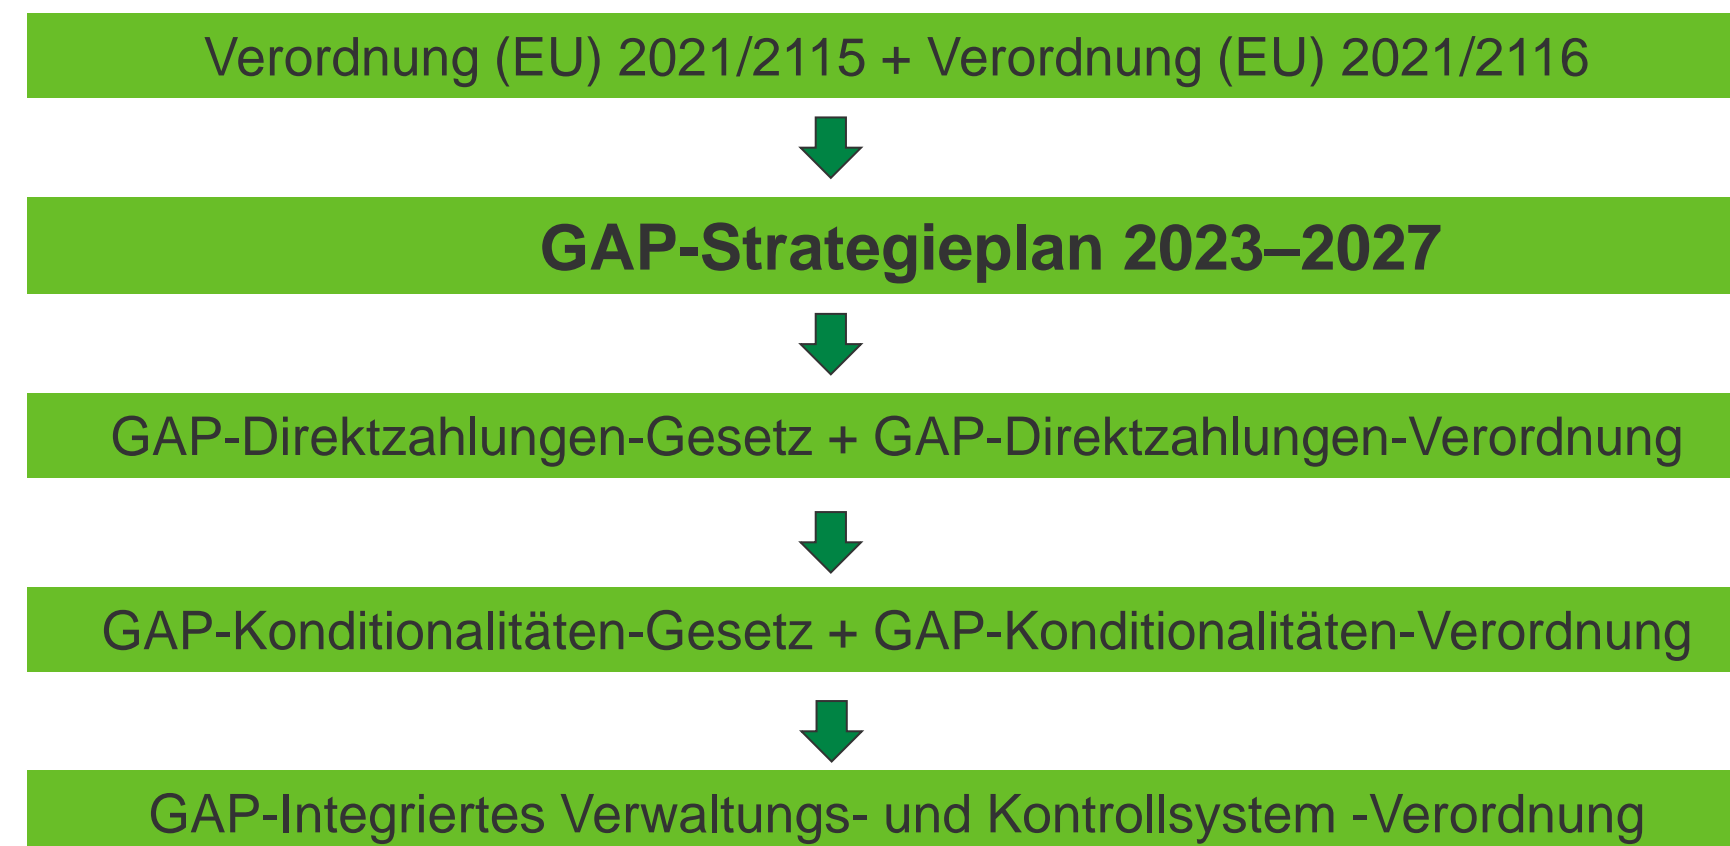 Verordnung (EU) 2021/2115 + Verordnung (EU) 2021/2116
GAP-Strategieplan 2023–2027
GAP-Direktzahlungen-Gesetz + GAP-Direktzahlungen-Verordnung
GAP-Konditionalitäten-Gesetz + GAP-Konditionalitäten-Verordnung
GAP-Integriertes Verwaltungs- und Kontrollsystem -Verordnung